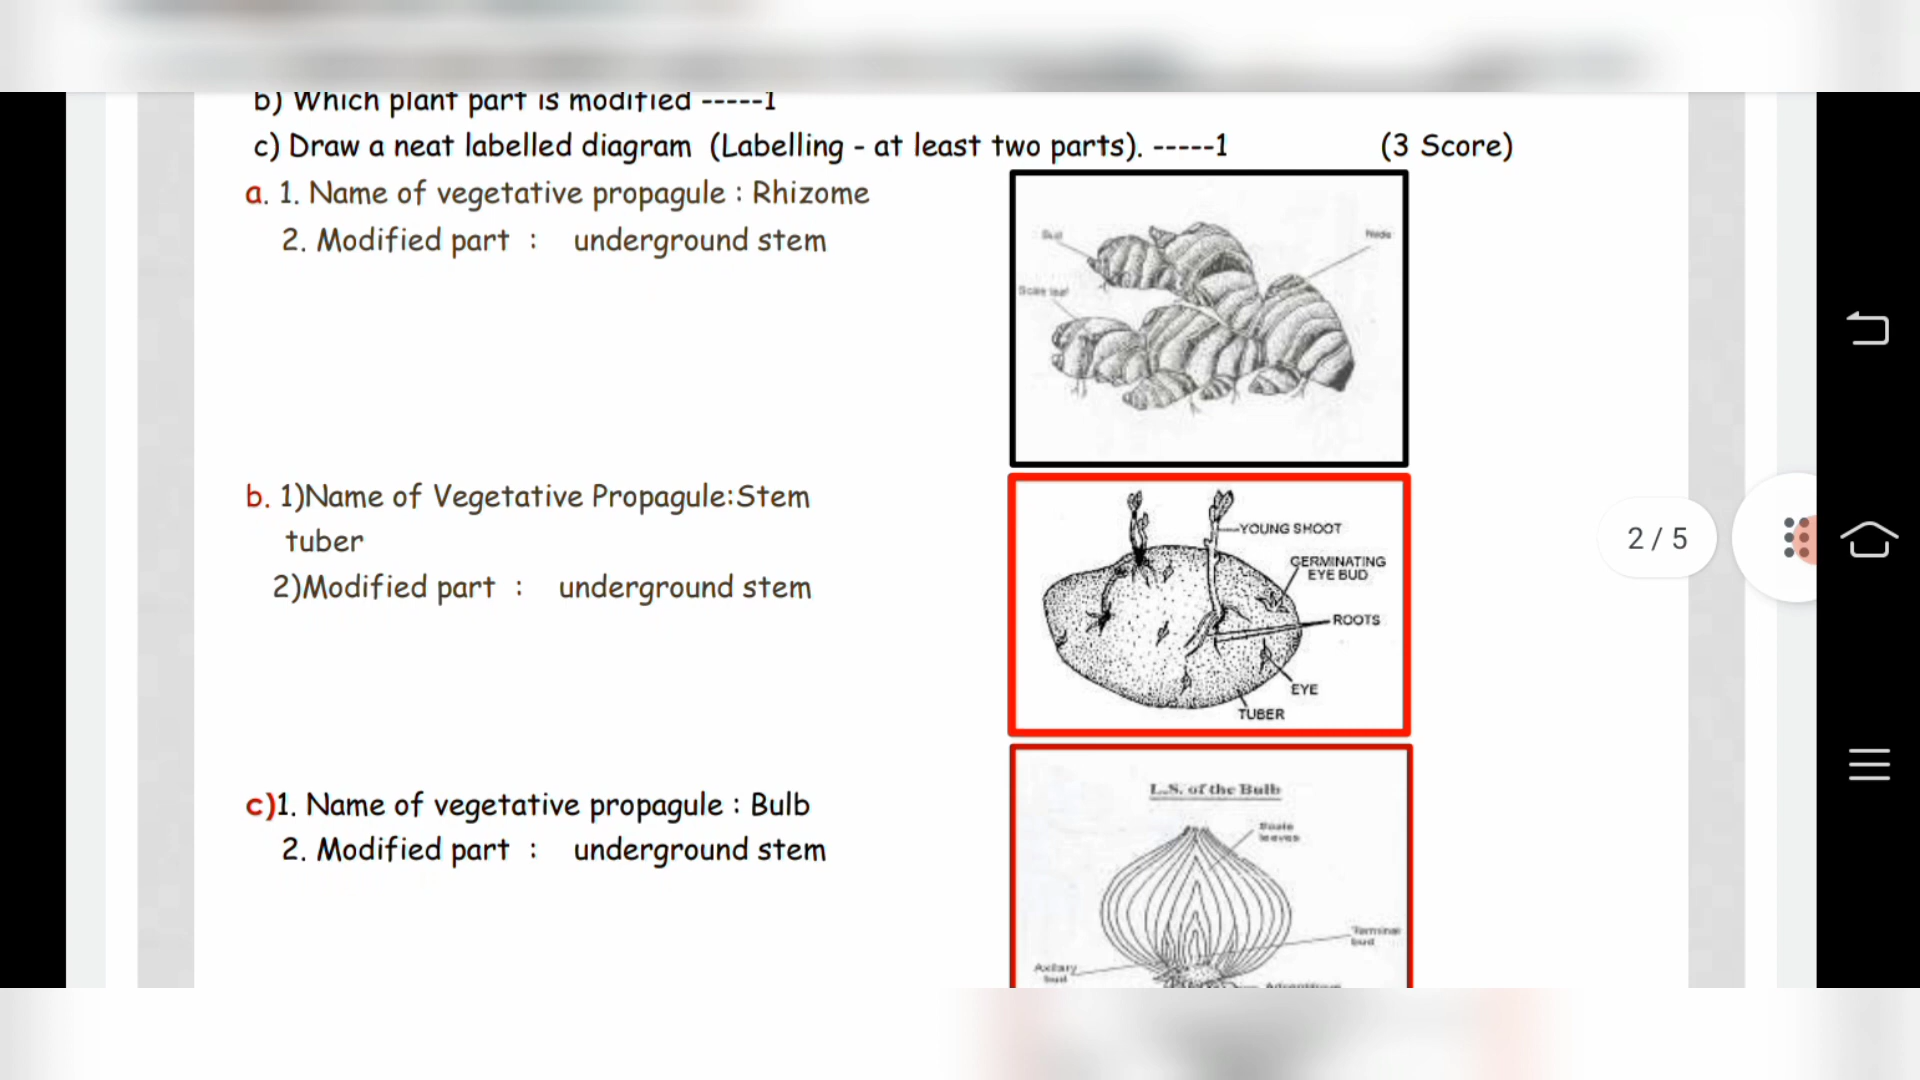 b) Which plant part is modified -----1
c) Draw a neat labelled diagram (Labelling - at least two parts). -----1 (3 Score)
a. 1. Name of vegetative propagule : Rhizome
2. Modified part : underground stem
Bud
Node
Scale leaf
b. 1)Name of Vegetative Propagule:Stem
tuber
2)Modified part : underground stem
YOUNG SHOOT
GERMINATING
EYE BUD
ROOTS
EYE
TUBER
2 / 5
c)1. Name of vegetative propagule : Bulb
2. Modified part : underground stem
L.S. of the Bulb
Scale
leaves
Terminal
bud
Axilary
bud